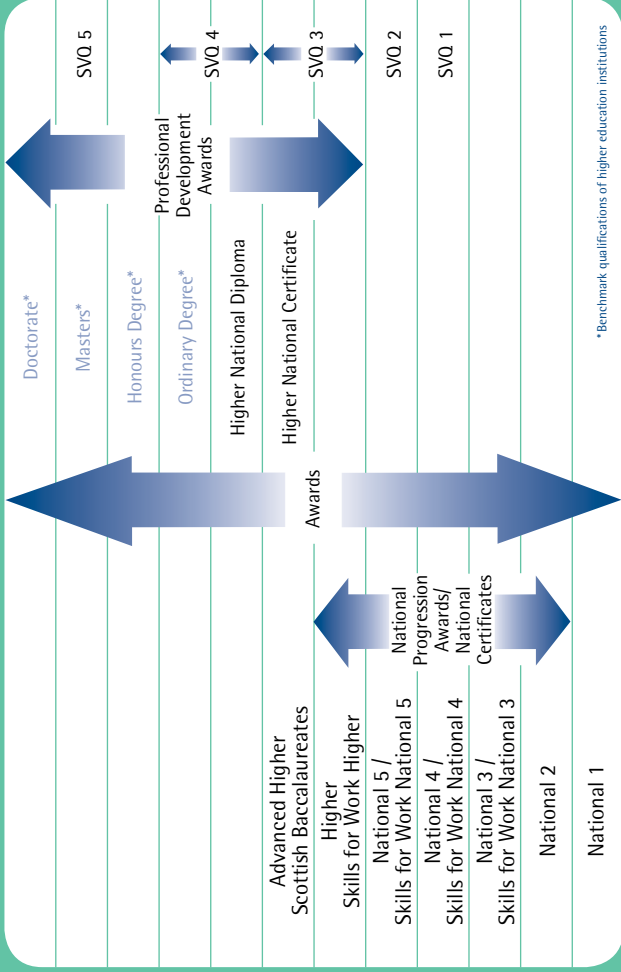 Advanced Higher
Scottish Baccalaureates
Higher
Skills for Work Higher
National 5 /
Skills for Work National 5
National 4 /
Skills for Work National 4
National 3 /
Skills for Work National 3
National 2
National 1
National
Progression
Awards/
National
Certificates
Awards
Doctorate*
Masters*
Honours Degree*
Ordinary Degree*
Higher National Diploma
Higher National Certificate
Professional
Development
Awards
SVQ 5
SVQ 4
SVQ 3
SVQ 2
SVQ 1
*Benchmark qualifications of higher education institutions